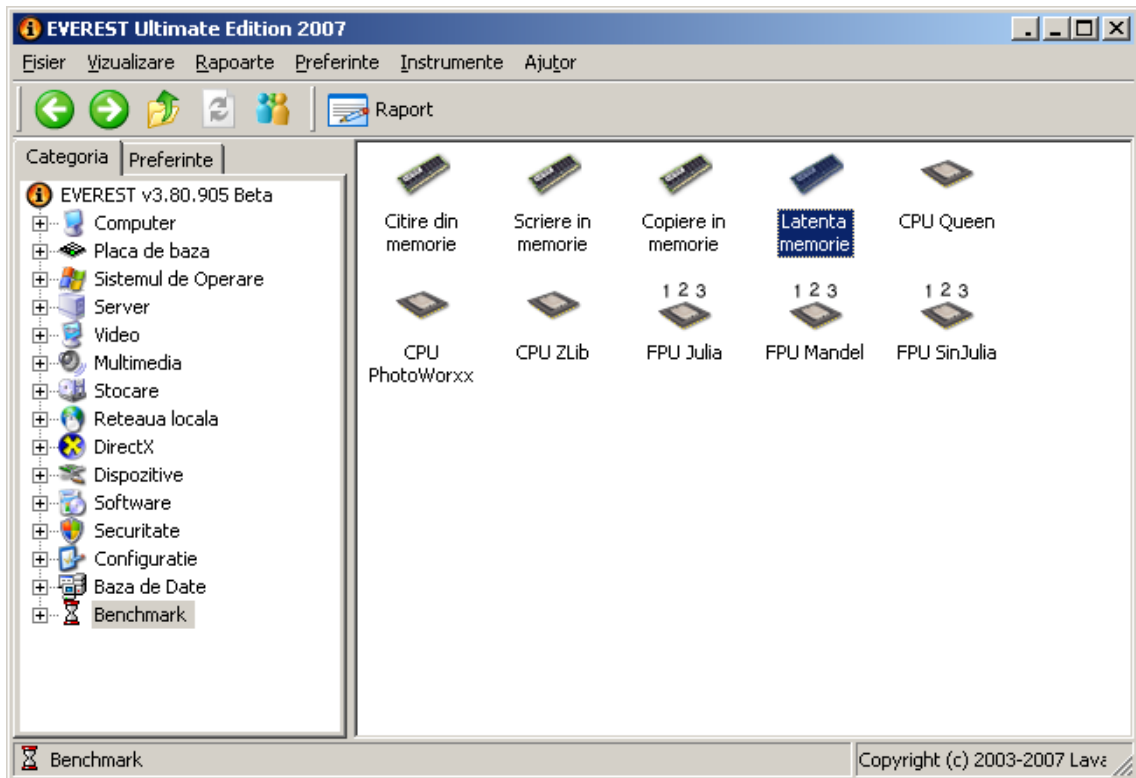 EVEREST Ultimate Edition 2007
Fisier Vizualizare Rapoarte Preferinte Instrumente Ajutor
Raport
Categoria Preferinte
EVEREST v3.80.905 Beta
Computer
Placa de baza
Sistemul de Operare
Server
Video
Multimedia
Stocare
Reteaua locala
DirectX
Dispozitive
Software
Securitate
Configuratie
Baza de Date
Benchmark
Citire din
memorie
Scriere in
memorie
Copiere in
memorie
Latenta
memorie
CPU Queen
CPU
PhotoWorxx
CPU ZLib
1 2 3
FPU Julia
1 2 3
FPU Mandel
1 2 3
FPU SinJulia
Benchmark
Copyright (c) 2003-2007 Lava